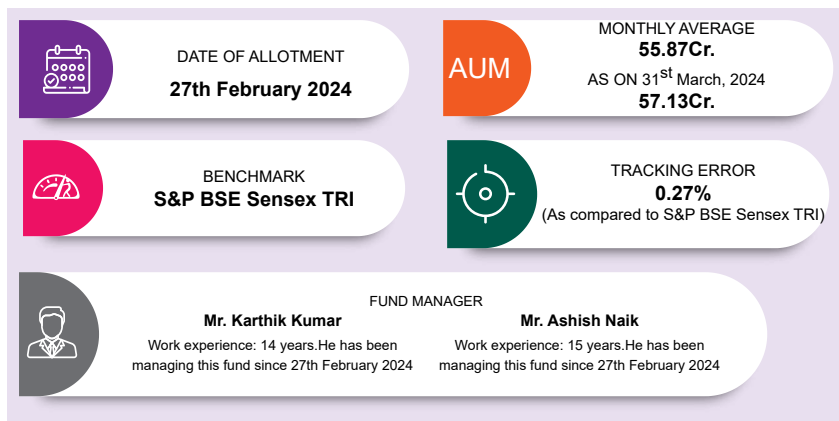 DATE OF ALLOTMENT
27th February 2024
AUM
MONTHLY AVERAGE
55.87Cr.
AS ON 31st March, 2024
57.13Cr.
BENCHMARK
S&P BSE Sensex TRI
TRACKING ERROR
0.27%
(As compared to S&P BSE Sensex TRI)
FUND MANAGER
Mr. Karthik Kumar
Work experience: 14 years.He has been
managing this fund since 27th February 2024
Mr. Ashish Naik
Work experience: 15 years.He has been
managing this fund since 27th February 2024